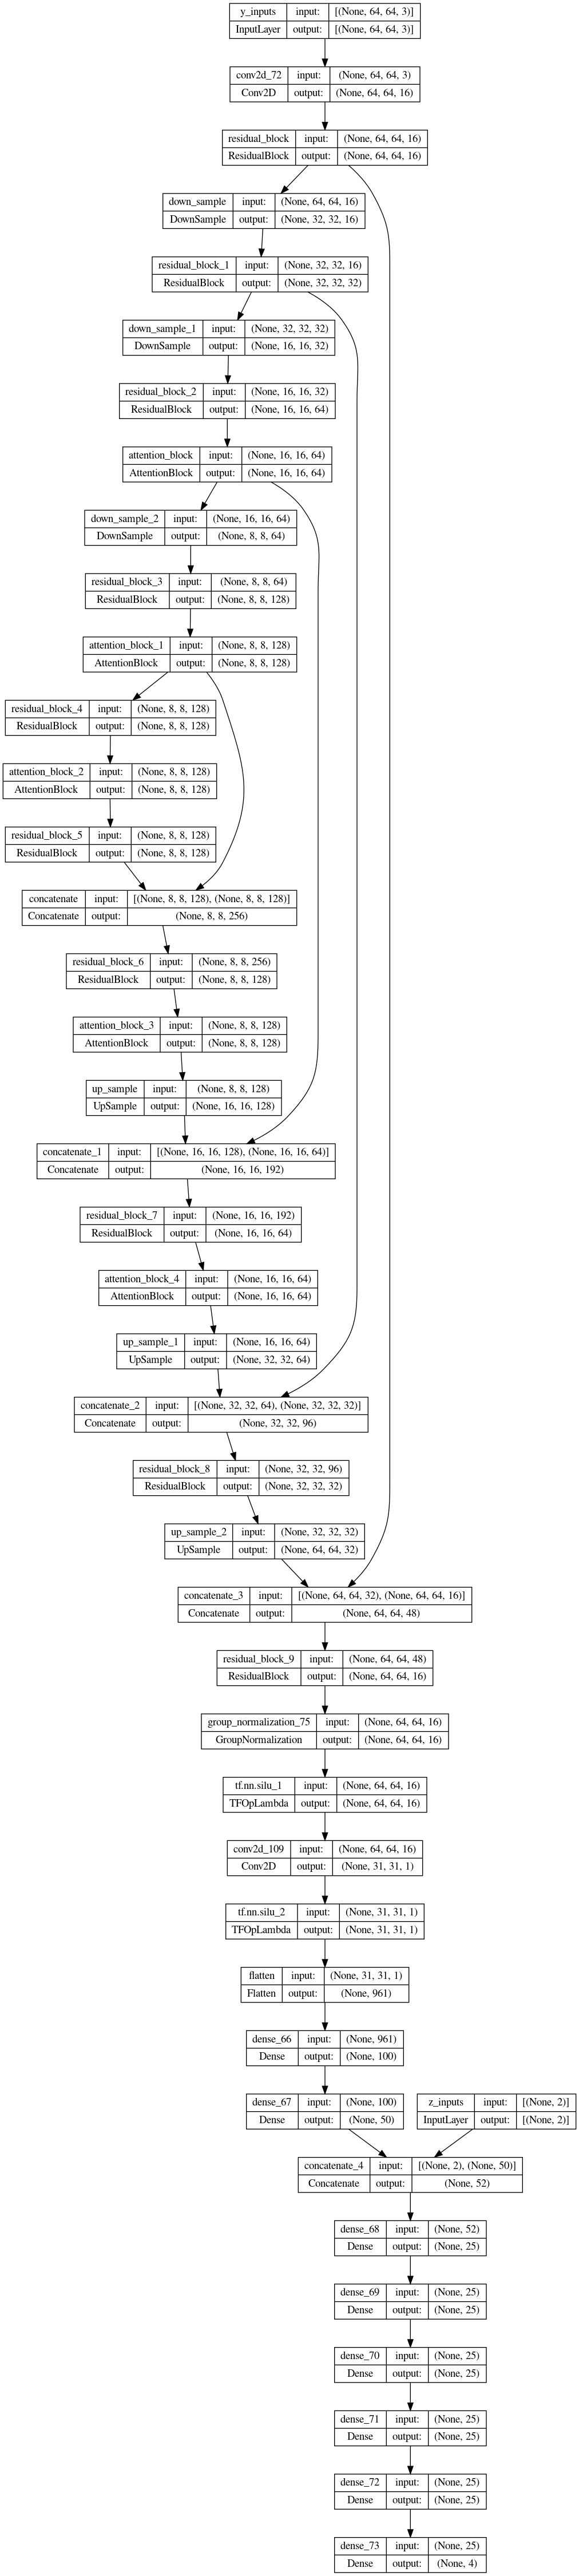 y_inputs input: [(None, 64, 64, 3)]
InputLayer output: [(None, 64, 64, 3)]
conv2d_72 input: (None, 64, 64, 3)
Conv2D output: (None, 64, 64, 16)
residual_block input: (None, 64, 64, 16)
ResidualBlock output: (None, 64, 64, 16)
down_sample input: (None, 64, 64, 16)
DownSample output: (None, 32, 32, 16)
residual_block_1 input: (None, 32, 32, 16)
ResidualBlock output: (None, 32, 32, 32)
down_sample_1 input: (None, 32, 32, 32)
DownSample output: (None, 16, 16, 32)
residual_block_2 input: (None, 16, 16, 32)
ResidualBlock output: (None, 16, 16, 64)
attention_block input: (None, 16, 16, 64)
AttentionBlock output: (None, 16, 16, 64)
down_sample_2 input: (None, 16, 16, 64)
DownSample output: (None, 8, 8, 64)
residual_block_3 input: (None, 8, 8, 64)
ResidualBlock output: (None, 8, 8, 128)
attention_block_1 input: (None, 8, 8, 128)
AttentionBlock output: (None, 8, 8, 128)
residual_block_4 input: (None, 8, 8, 128)
ResidualBlock output: (None, 8, 8, 128)
attention_block_2 input: (None, 8, 8, 128)
AttentionBlock output: (None, 8, 8, 128)
residual_block_5 input: (None, 8, 8, 128)
ResidualBlock output: (None, 8, 8, 128)
concatenate input: [(None, 8, 8, 128), (None, 8, 8, 128)]
Concatenate output: (None, 8, 8, 256)
residual_block_6 input: (None, 8, 8, 256)
ResidualBlock output: (None, 8, 8, 128)
attention_block_3 input: (None, 8, 8, 128)
AttentionBlock output: (None, 8, 8, 128)
up_sample input: (None, 8, 8, 128)
UpSample output: (None, 16, 16, 128)
concatenate_1 input: [(None, 16, 16, 128), (None, 16, 16, 64)]
Concatenate output: (None, 16, 16, 192)
residual_block_7 input: (None, 16, 16, 192)
ResidualBlock output: (None, 16, 16, 64)
attention_block_4 input: (None, 16, 16, 64)
AttentionBlock output: (None, 16, 16, 64)
up_sample_1 input: (None, 16, 16, 64)
UpSample output: (None, 32, 32, 64)
concatenate_2 input: [(None, 32, 32, 64), (None, 32, 32, 32)]
Concatenate output: (None, 32, 32, 96)
residual_block_8 input: (None, 32, 32, 96)
ResidualBlock output: (None, 32, 32, 32)
up_sample_2 input: (None, 32, 32, 32)
UpSample output: (None, 64, 64, 32)
concatenate_3 input: [(None, 64, 64, 32), (None, 64, 64, 16)]
Concatenate output: (None, 64, 64, 48)
residual_block_9 input: (None, 64, 64, 48)
ResidualBlock output: (None, 64, 64, 16)
group_normalization_75 input: (None, 64, 64, 16)
GroupNormalization output: (None, 64, 64, 16)
tf.nn.silu_1 input: (None, 64, 64, 16)
TFOpLambda output: (None, 64, 64, 16)
conv2d_109 input: (None, 64, 64, 16)
Conv2D output: (None, 31, 31, 1)
tf.nn.silu_2 input: (None, 31, 31, 1)
TFOpLambda output: (None, 31, 31, 1)
flatten input: (None, 31, 31, 1)
Flatten output: (None, 961)
dense_66 input: (None, 961)
Dense output: (None, 100)
dense_67 input: (None, 100)
Dense output: (None, 50)
z_inputs input: [(None, 2)]
InputLayer output: [(None, 2)]
concatenate_4 input: [(None, 2), (None, 50)]
Concatenate output: (None, 52)
dense_68 input: (None, 52)
Dense output: (None, 25)
dense_69 input: (None, 25)
Dense output: (None, 25)
dense_70 input: (None, 25)
Dense output: (None, 25)
dense_71 input: (None, 25)
Dense output: (None, 25)
dense_72 input: (None, 25)
Dense output: (None, 25)
dense_73 input: (None, 25)
Dense output: (None, 4)